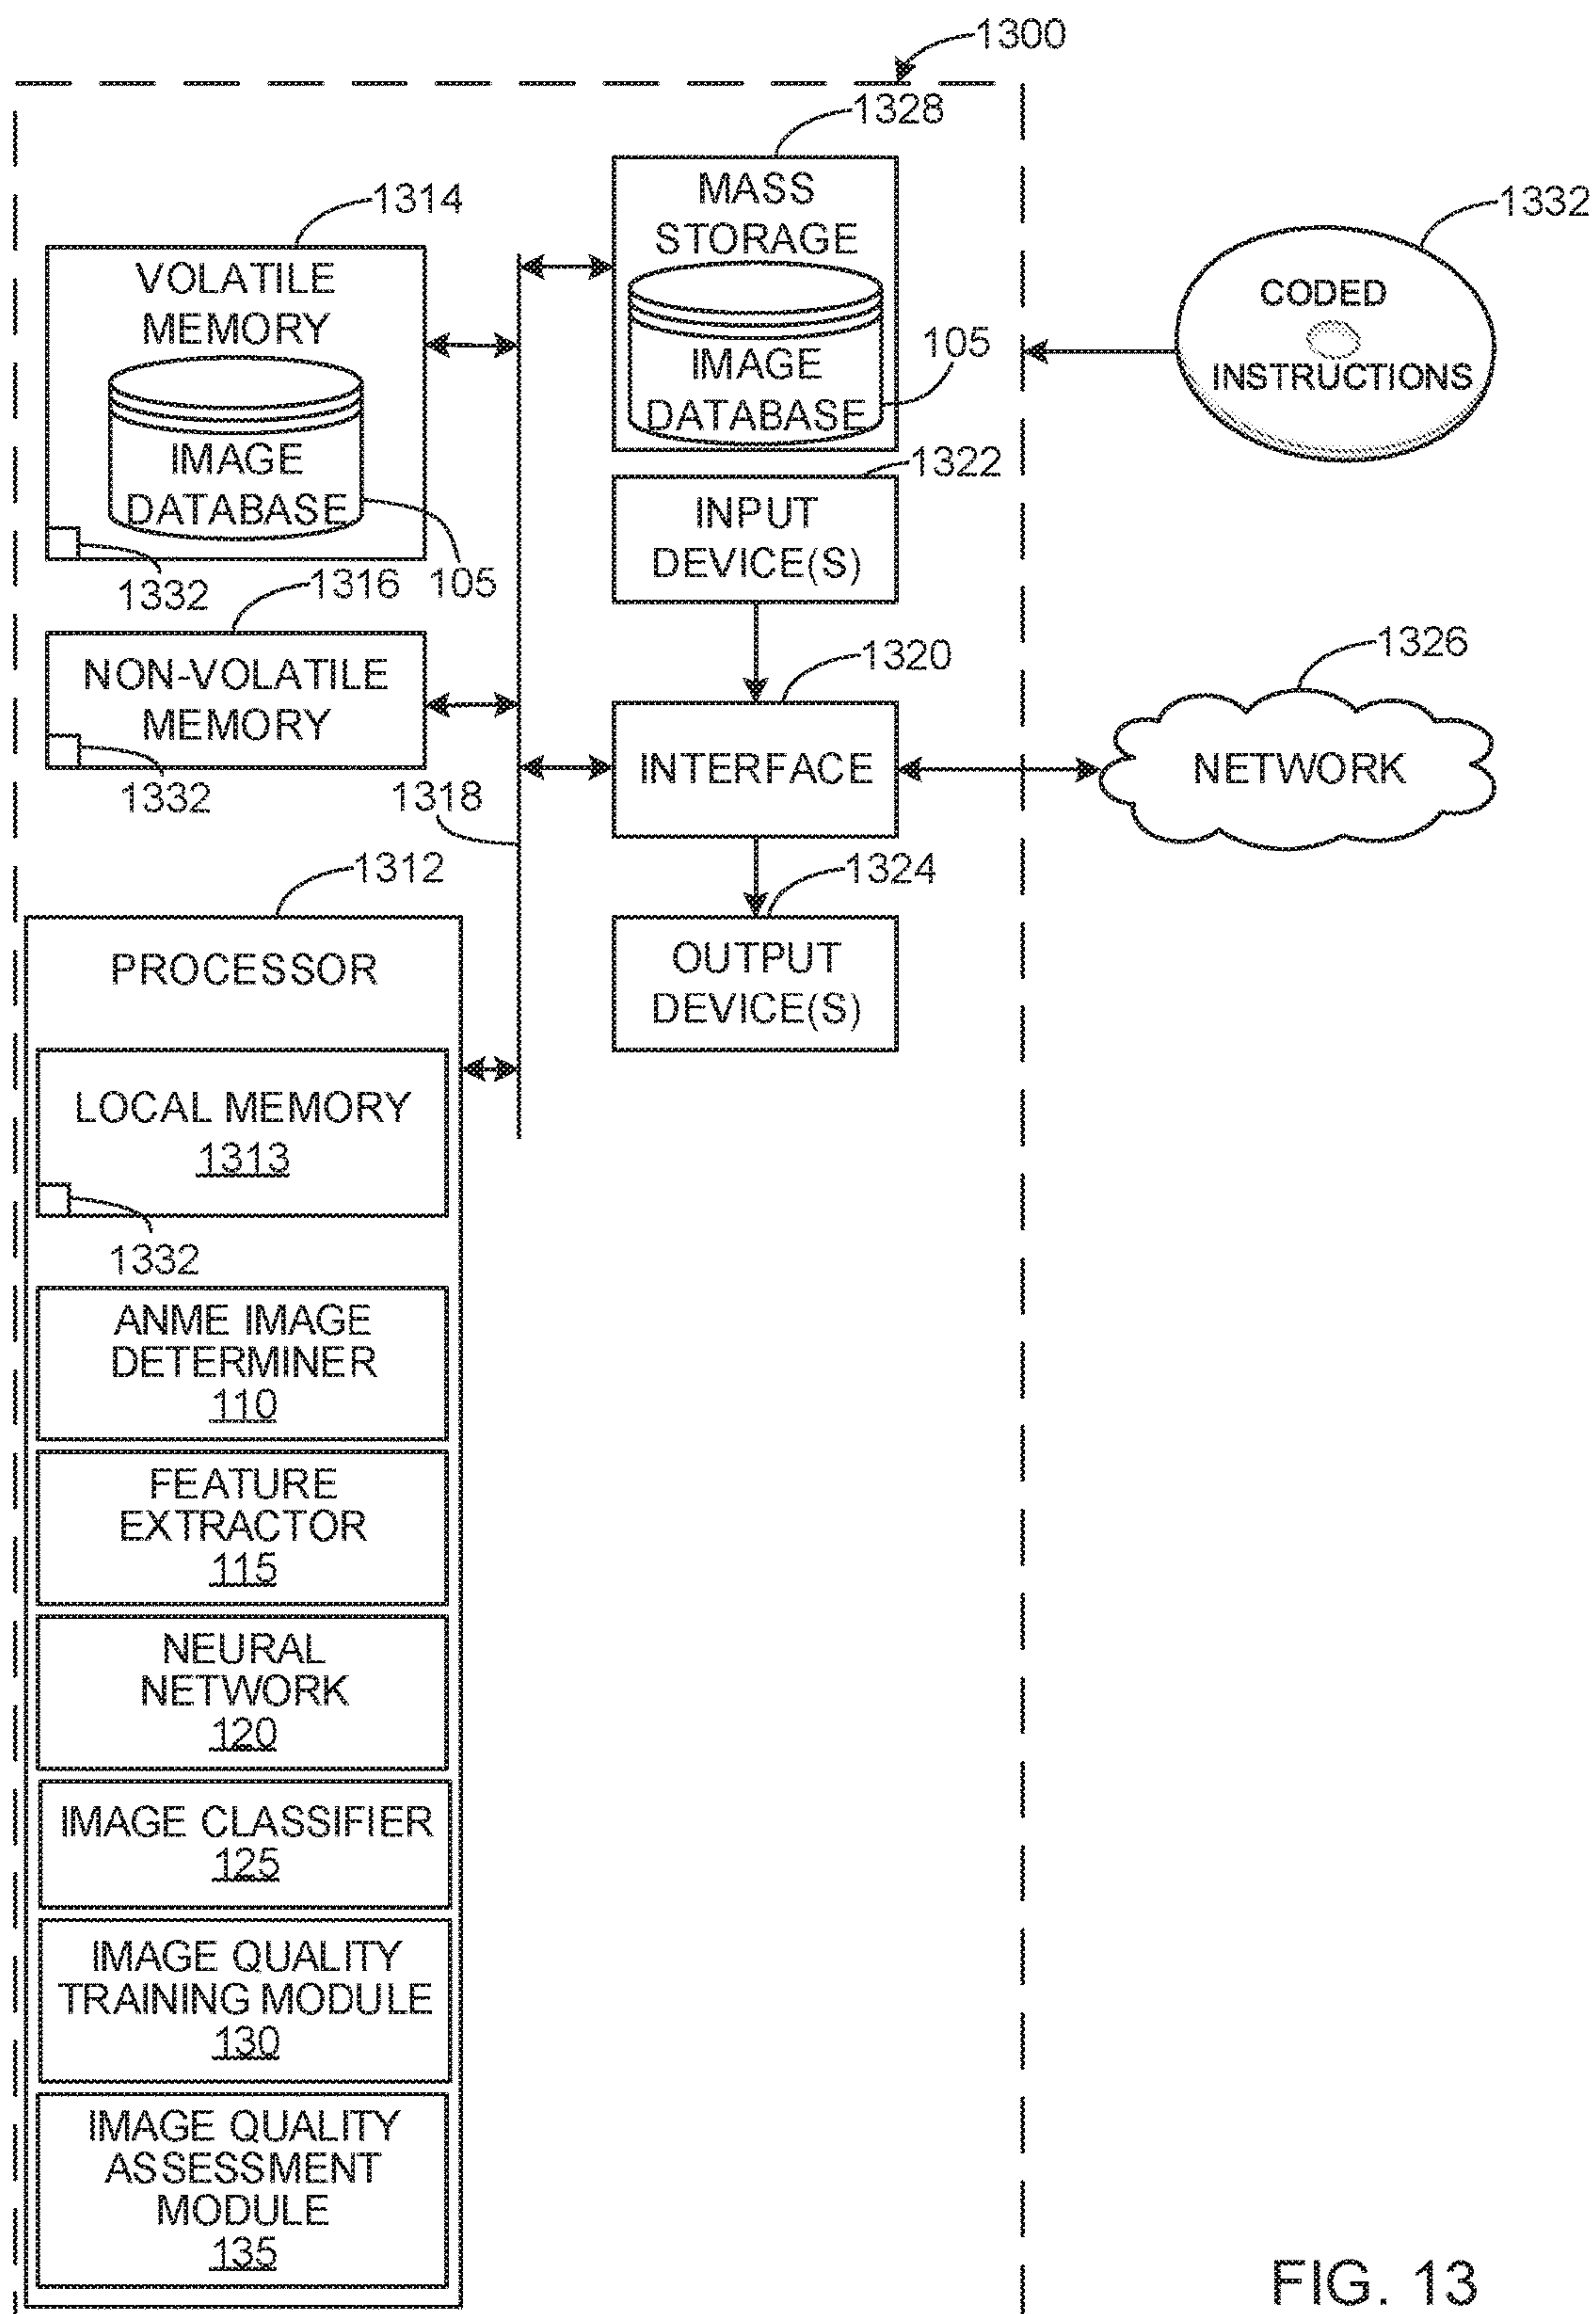 1300
1328
MASS
STORAGE
IMAGE
DATABASE
105
1314
VOLATILE
MEMORY
IMAGE
DATABASE
1332
105
1332
CODED
INSTRUCTIONS
1322
INPUT
DEVICE(S)
1316
NON-VOLATILE
MEMORY
1332
1318
1320
INTERFACE
1326
NETWORK
1324
OUTPUT
DEVICE(S)
1312
PROCESSOR
LOCAL MEMORY
1313
1332
ANME IMAGE
DETERMINER
110
FEATURE
EXTRACTOR
115
NEURAL
NETWORK
120
IMAGE CLASSIFIER
125
IMAGE QUALITY
TRAINING MODULE
130
IMAGE QUALITY
ASSESSMENT
MODULE
135
FIG. 13